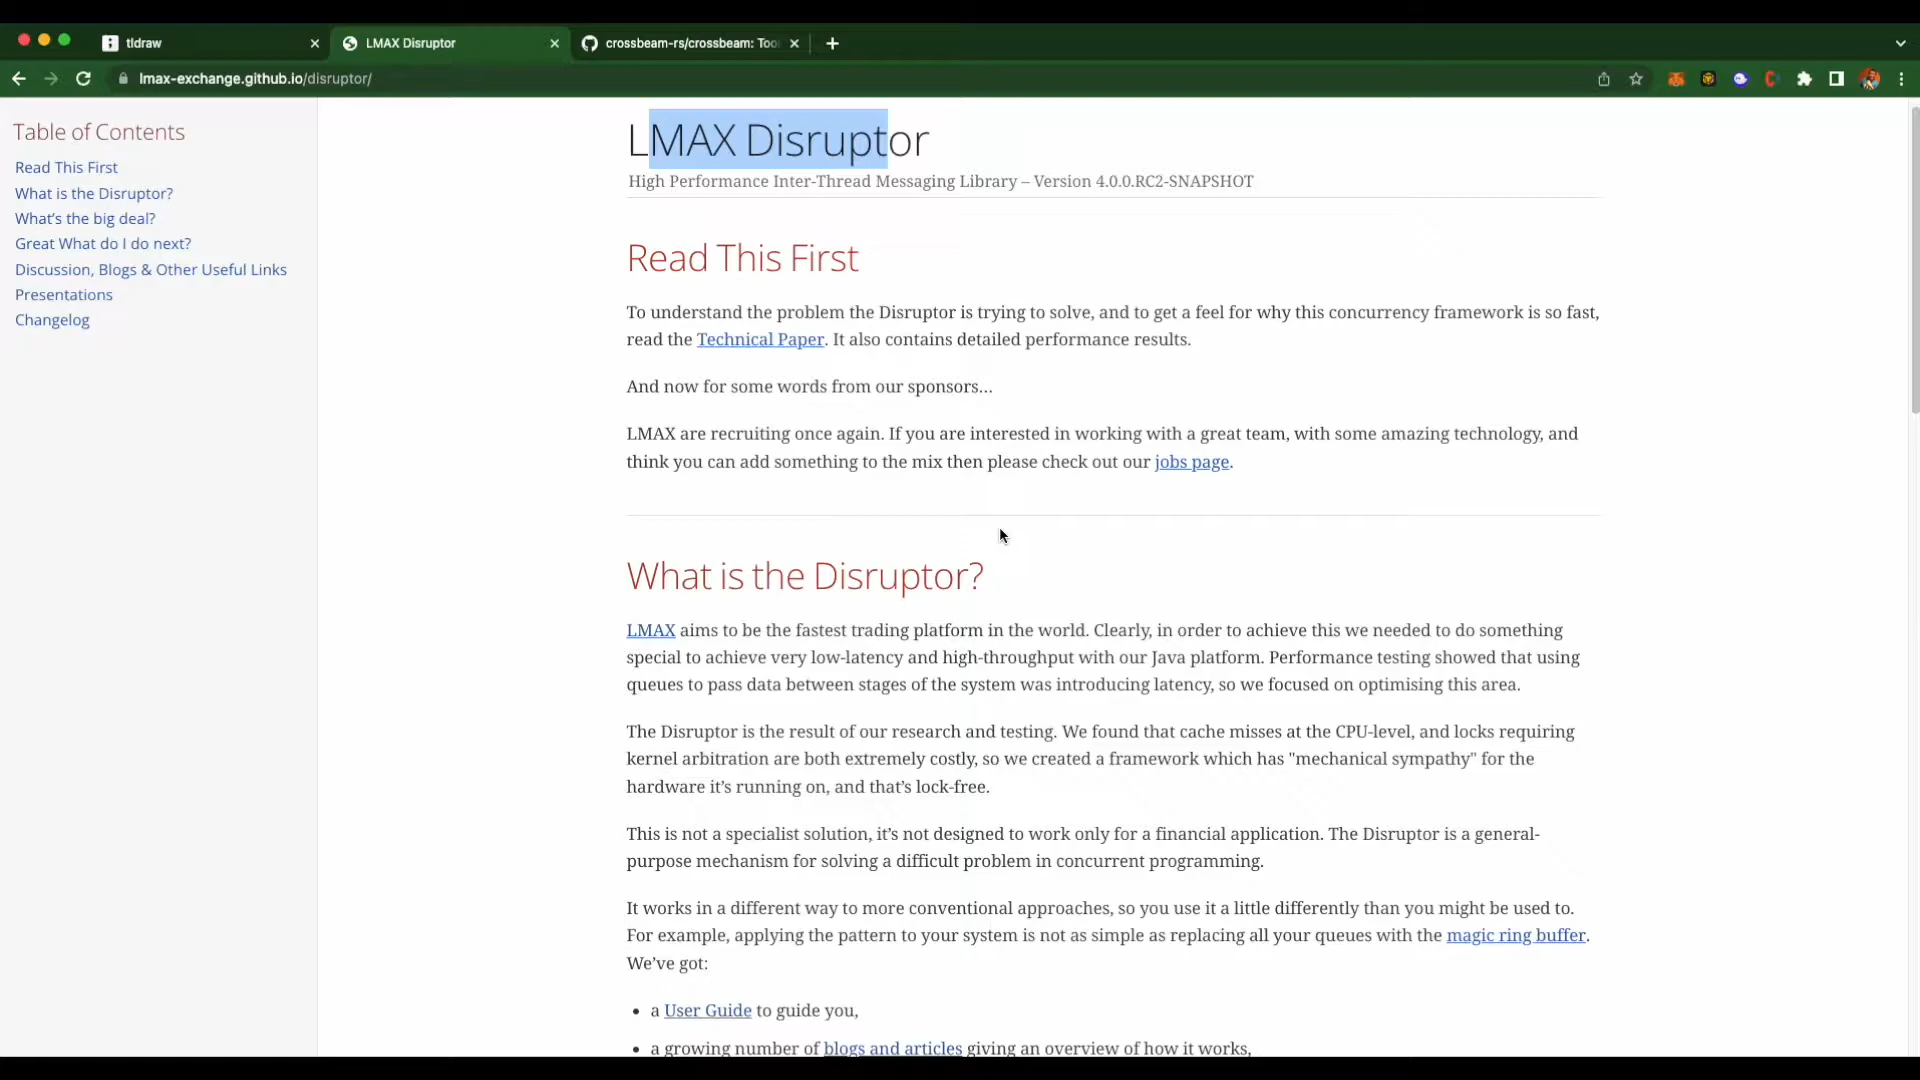 tldraw
LMAX Disruptor
crossbeam-rs/crossbeam: Too
lmax-exchange.github.io/disruptor/
Table of Contents
Read This First
What is the Disruptor?
What's the big deal?
Great What do I do next?
Discussion, Blogs & Other Useful Links
Presentations
Changelog
LMAX Disruptor
High Performance Inter-Thread Messaging Library – Version 4.0.0.RC2-SNAPSHOT
Read This First
To understand the problem the Disruptor is trying to solve, and to get a feel for why this concurrency framework is so fast,
read the Technical Paper. It also contains detailed performance results.
And now for some words from our sponsors…
LMAX are recruiting once again. If you are interested in working with a great team, with some amazing technology, and
think you can add something to the mix then please check out our jobs page.
What is the Disruptor?
LMAX aims to be the fastest trading platform in the world. Clearly, in order to achieve this we needed to do something
special to achieve very low-latency and high-throughput with our Java platform. Performance testing showed that using
queues to pass data between stages of the system was introducing latency, so we focused on optimising this area.
The Disruptor is the result of our research and testing. We found that cache misses at the CPU-level, and locks requiring
kernel arbitration are both extremely costly, so we created a framework which has "mechanical sympathy" for the
hardware it's running on, and that's lock-free.
This is not a specialist solution, it's not designed to work only for a financial application. The Disruptor is a general-
purpose mechanism for solving a difficult problem in concurrent programming.
It works in a different way to more conventional approaches, so you use it a little differently than you might be used to.
For example, applying the pattern to your system is not as simple as replacing all your queues with the magic ring buffer.
We've got:
• a User Guide to guide you,
• a growing number of blogs and articles giving an overview of how it works,